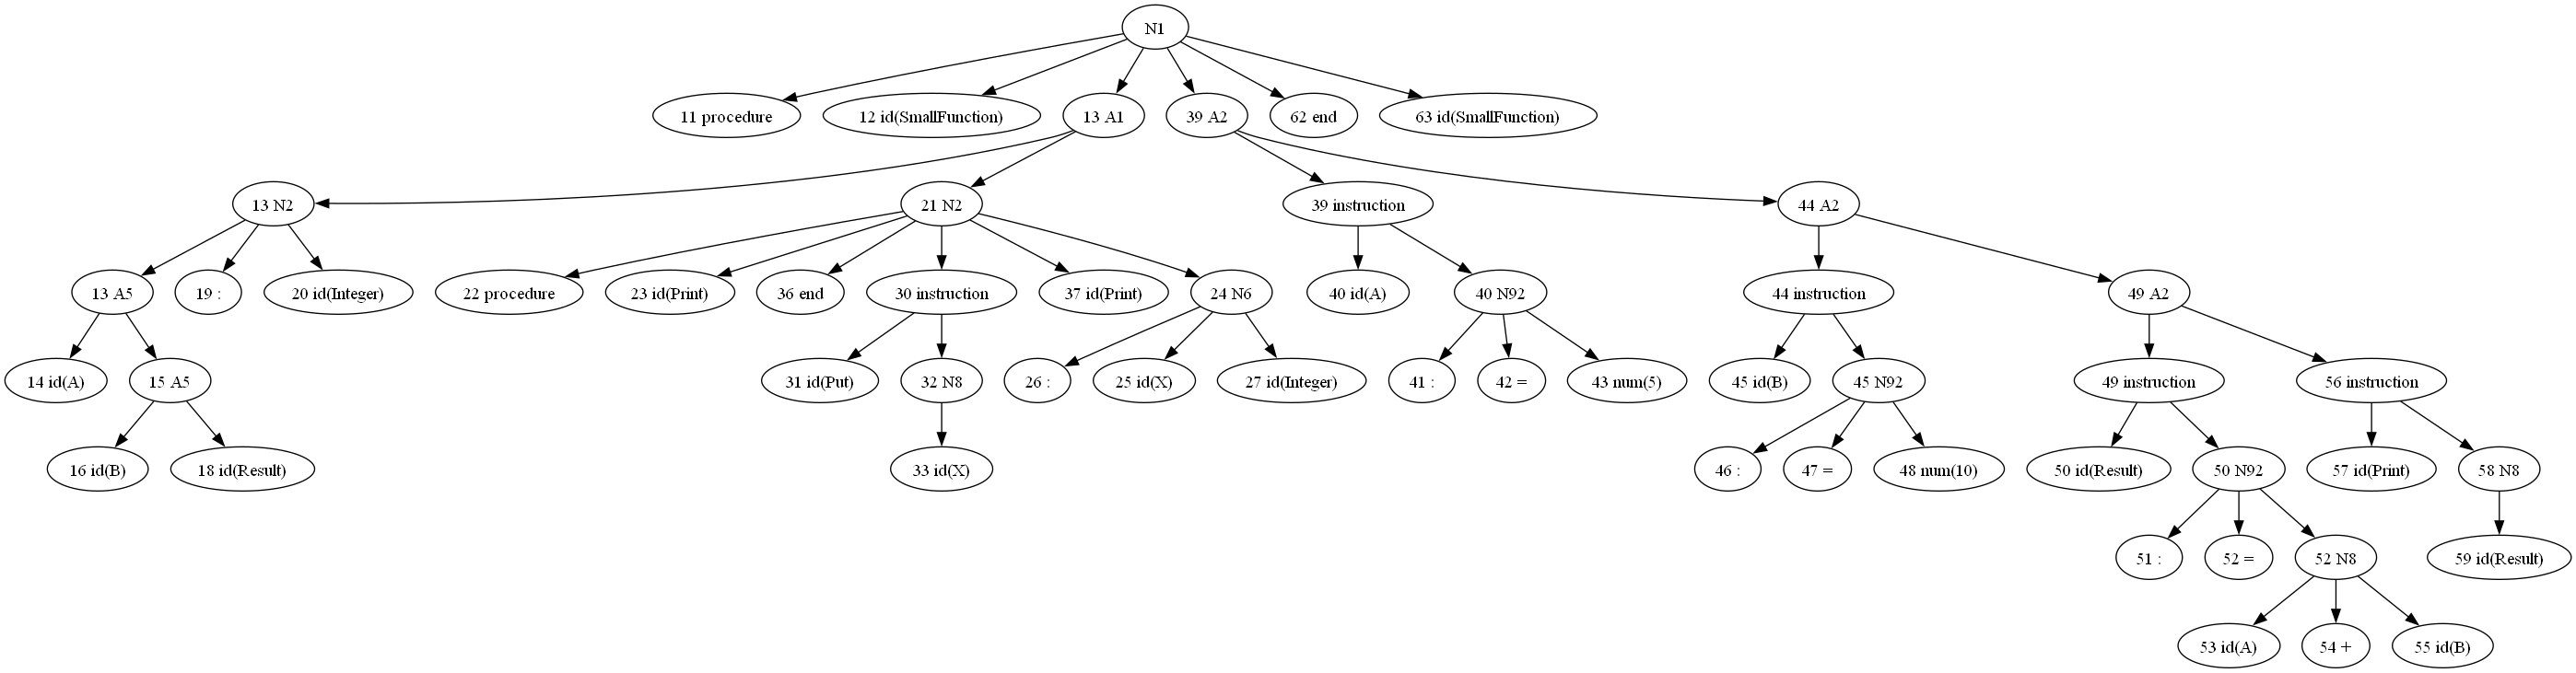 N1
11 procedure
12 id(SmallFunction)
13 A1
39 A2
62 end
63 id(SmallFunction)
13 N2
21 N2
39 instruction
44 A2
13 A5
19 :
20 id(Integer)
22 procedure
23 id(Print)
36 end
30 instruction
37 id(Print)
24 N6
40 id(A)
40 N92
44 instruction
49 A2
14 id(A)
15 A5
31 id(Put)
32 N8
26 :
25 id(X)
27 id(Integer)
41 :
42 =
43 num(5)
45 id(B)
45 N92
49 instruction
56 instruction
16 id(B)
18 id(Result)
33 id(X)
46 :
47 =
48 num(10)
50 id(Result)
50 N92
57 id(Print)
58 N8
51 :
52 =
52 N8
59 id(Result)
53 id(A)
54 +
55 id(B)